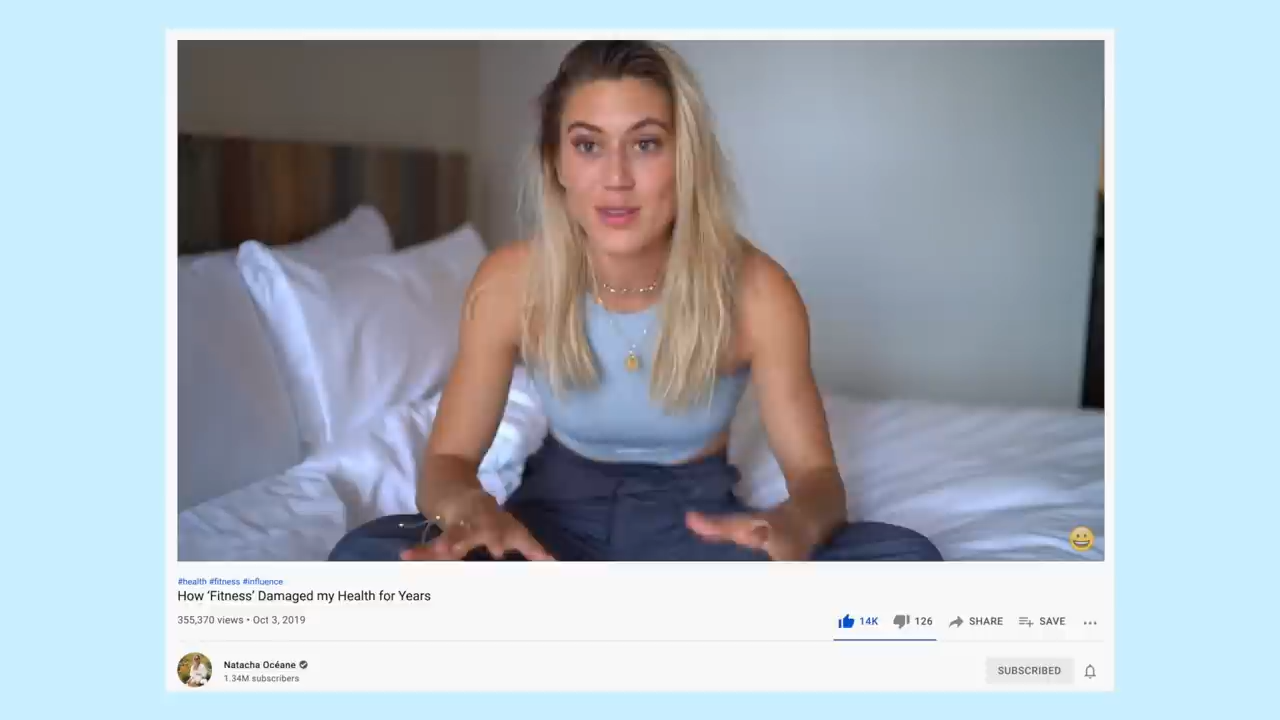 #health #fitness #influence
How ‘Fitness’ Damaged my Health for Years
355,370 views • Oct 3, 2019
14K 126 SHARE SAVE
Natacha Océane
1.34M subscribers
SUBSCRIBED